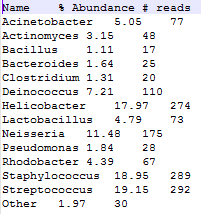 Name % Abundance # reads
Acinetobacter 5.05 77
Actinomyces 3.15 48
Bacillus 1.11 17
Bacteroides 1.64 25
Clostridium 1.31 20
Deinococcus 7.21 110
Helicobacter 17.97 274
Lactobacillus 4.79 73
Neisseria 11.48 175
Pseudomonas 1.84 28
Rhodobacter 4.39 67
Staphylococcus 18.95 289
Streptococcus 19.15 292
Other 1.97 30